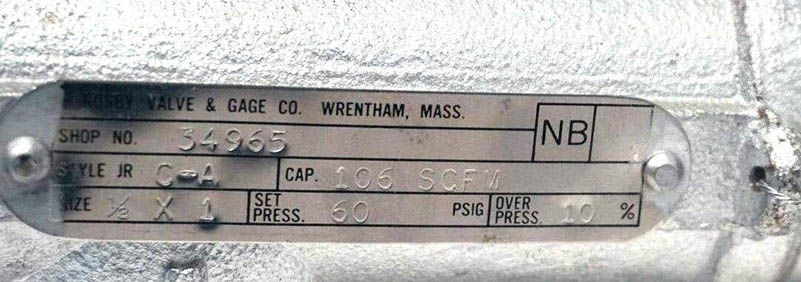 CROSBY VALVE & GAGE CO. WRENTHAM, MASS.
SHOP NO. 34965 NB
STYLE JR C-A CAP. 106 SCFM
SIZE 1/2 X 1 SET PRESS. 60 PSIG OVER PRESS. 10 %